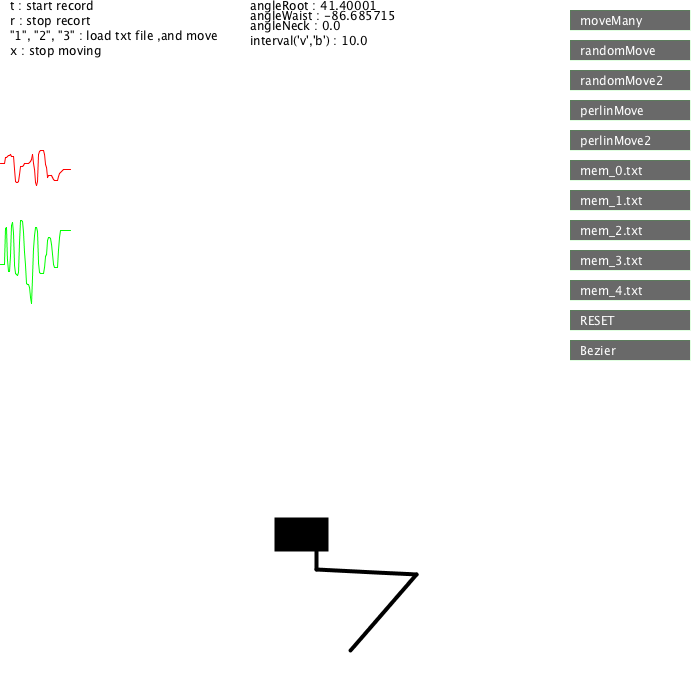 t : start record
r : stop recort
"1", "2", "3" : load txt file ,and move
x : stop moving
angleRoot : 41.40001
angleWaist : -86.685715
angleNeck : 0.0
interval('v','b') : 10.0
moveMany
randomMove
randomMove2
perlinMove
perlinMove2
mem_0.txt
mem_1.txt
mem_2.txt
mem_3.txt
mem_4.txt
RESET
Bezier